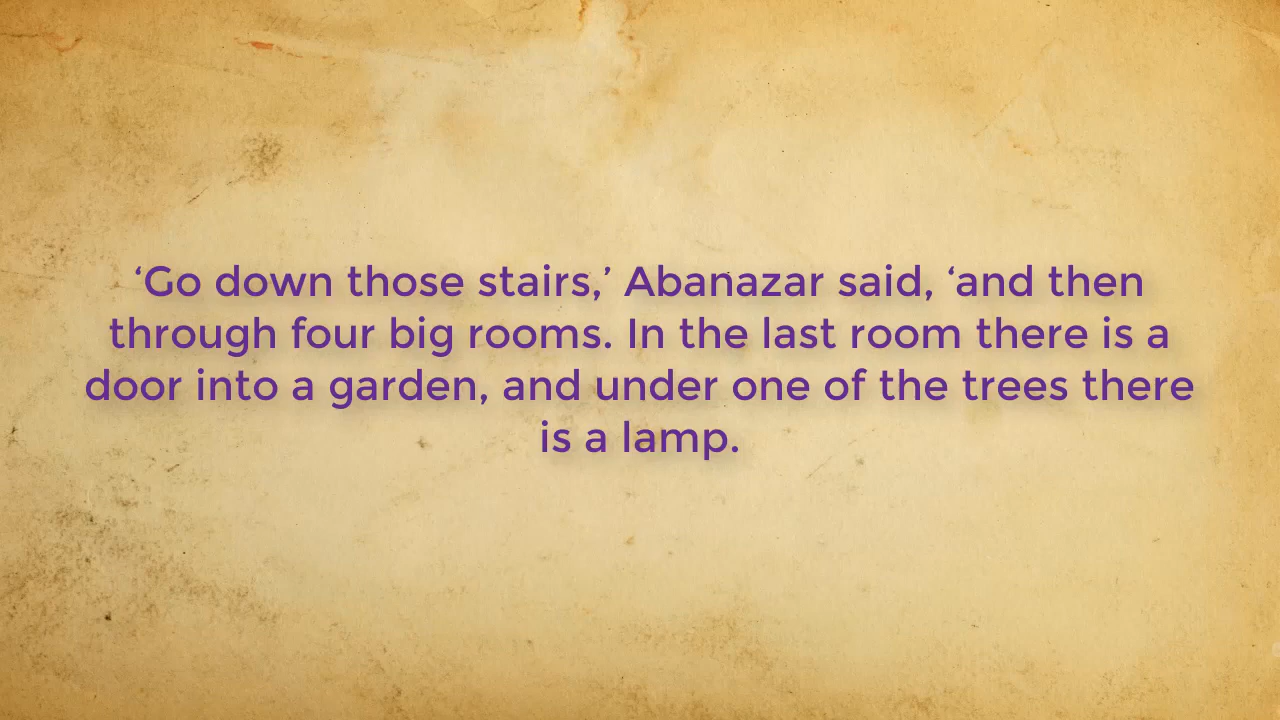 ‘Go down those stairs,’ Abanazar said, ‘and then
through four big rooms. In the last room there is a
door into a garden, and under one of the trees there
is a lamp.